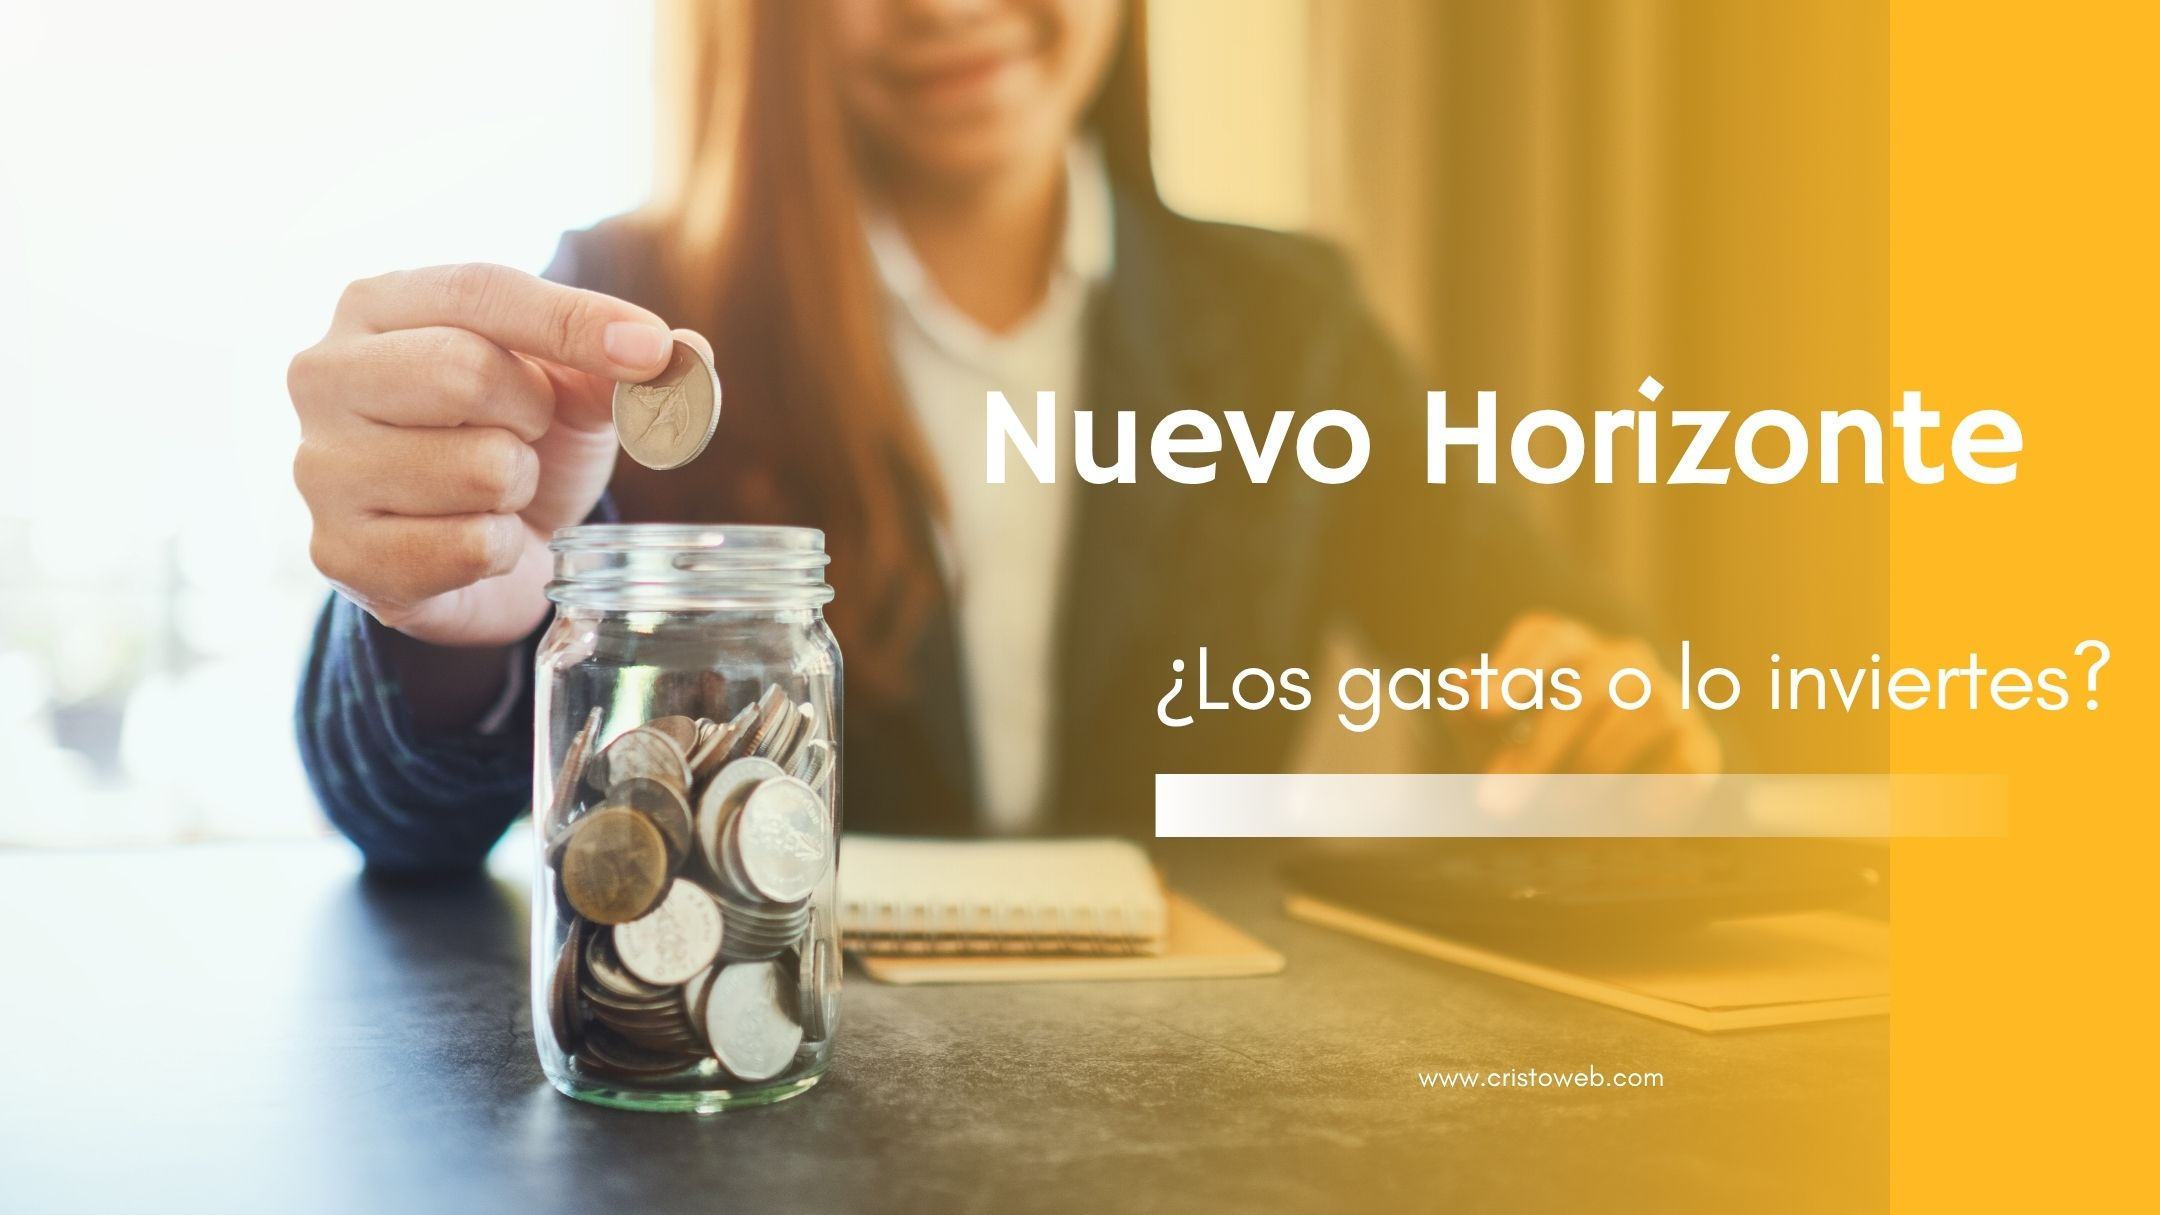 Nuevo Horizonte
¿Los gastas o lo inviertes?
www.cristoweb.com